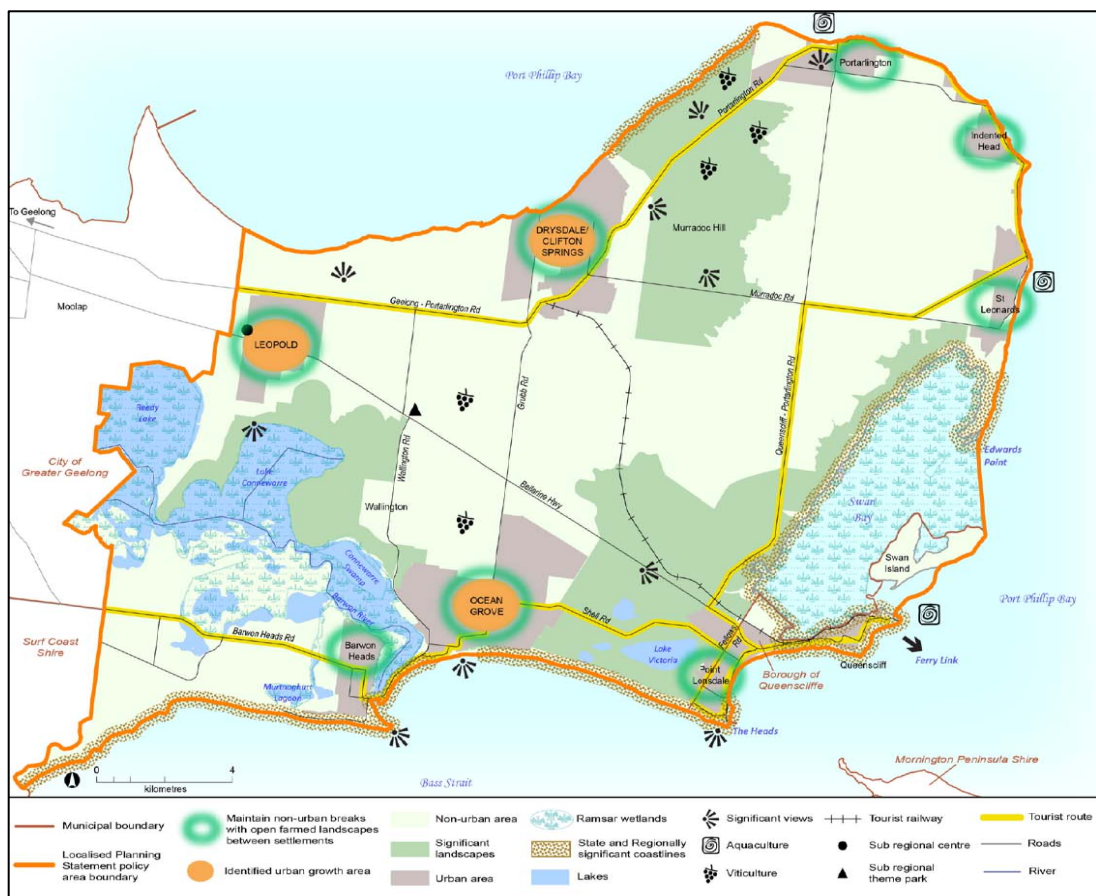 Port Phillip Bay
Portarlington
Portarlington Rd
Indented
Head
To Geelong
DRYSDALE/
CLIFTON
SPRINGS
Murradoc Hill
Moolap
Geelong - Portarlington Rd
Murradoc Rd
St
Leonards
LEOPOLD
Reedy
Lake
Grubb Rd
Queenscliff - Portarlington Rd
City of
Greater Geelong
Lake
Connewarre
Wallington Rd
Bellarine Hwy
Edwards
Point
Wallington
Swan
Bay
Connewarre
Swamp
Swan
Island
Barwon River
OCEAN
GROVE
Port Phillip Bay
Surf Coast
Shire
Barwon Heads Rd
Shell Rd
Fellows
Rd
Barwon
Heads
Lake
Victoria
Queenscliff
Ferry Link
Point
Lonsdale
Borough of
Queenscliffe
Murtnaghurt
Lagoon
The Heads
Mornington Peninsula Shire
Bass Strait
0 4
kilometres
Municipal boundary
Localised Planning
Statement policy
area boundary
Maintain non-urban breaks
with open farmed landscapes
between settlements
Identified urban growth area
Non-urban area
Significant
landscapes
Urban area
Ramsar wetlands
State and Regionally
significant coastlines
Lakes
Significant views
Aquaculture
Viticulture
Tourist railway
Sub regional centre
Sub regional
theme park
Tourist route
Roads
River